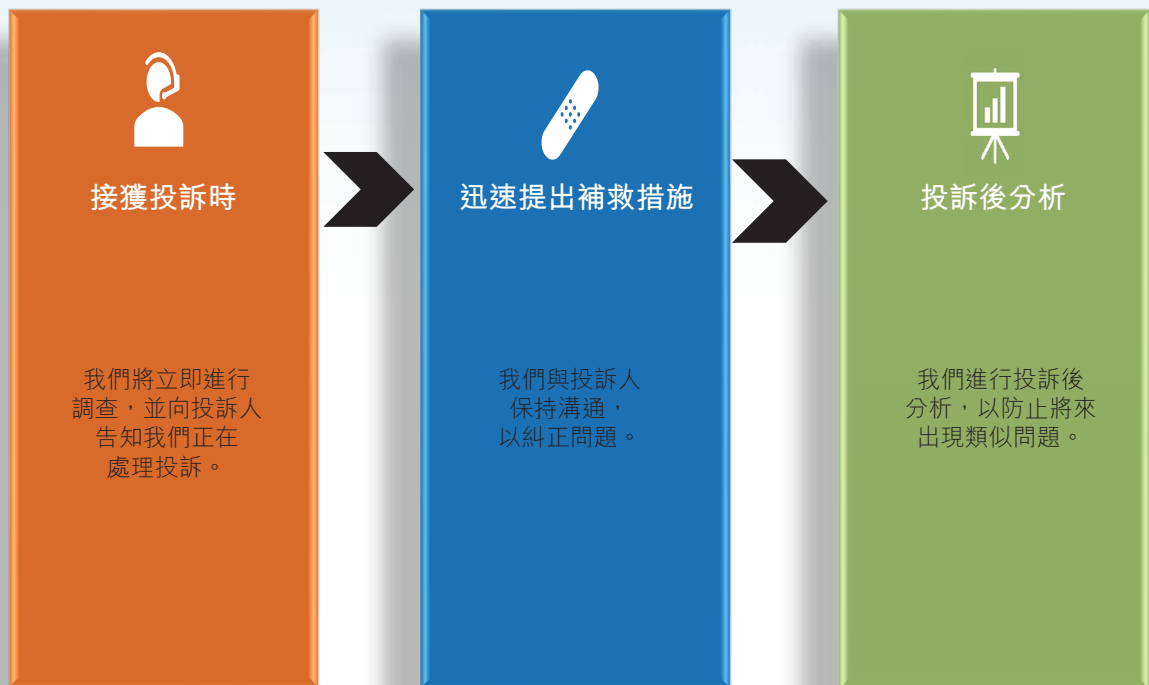 接獲投訴時
我們將立即進行
調查，並向投訴人
告知我們正在
處理投訴。
迅速提出補救措施
我們與投訴人
保持溝通，
以糾正問題。
投訴後分析
我們進行投訴後
分析，以防止將來
出現類似問題。